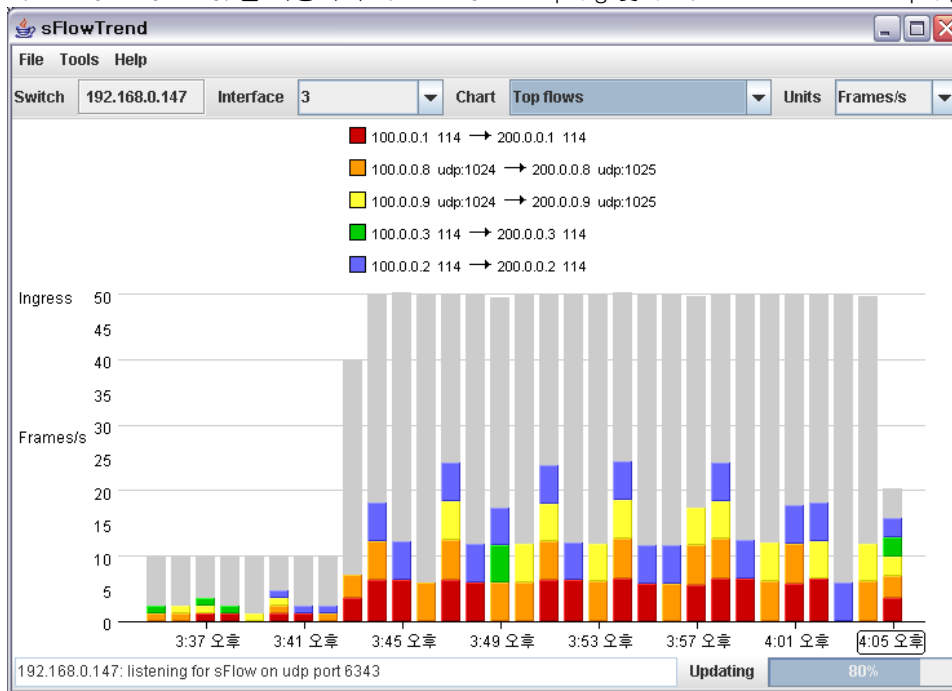 sFlowTrend
File Tools Help
Switch 192.168.0.147 Interface 3 Chart Top flows Units Frames/s
100.0.0.1 114 → 200.0.0.1 114
100.0.0.8 udp:1024 → 200.0.0.8 udp:1025
100.0.0.9 udp:1024 → 200.0.0.9 udp:1025
100.0.0.3 114 → 200.0.0.3 114
100.0.0.2 114 → 200.0.0.2 114
Ingress 50
45
40
35
Frames/s 30
25
20
15
10
5
0
3:37 오후 3:41 오후 3:45 오후 3:49 오후 3:53 오후 3:57 오후 4:01 오후 4:05 오후
192.168.0.147: listening for sFlow on udp port 6343 Updating 80%